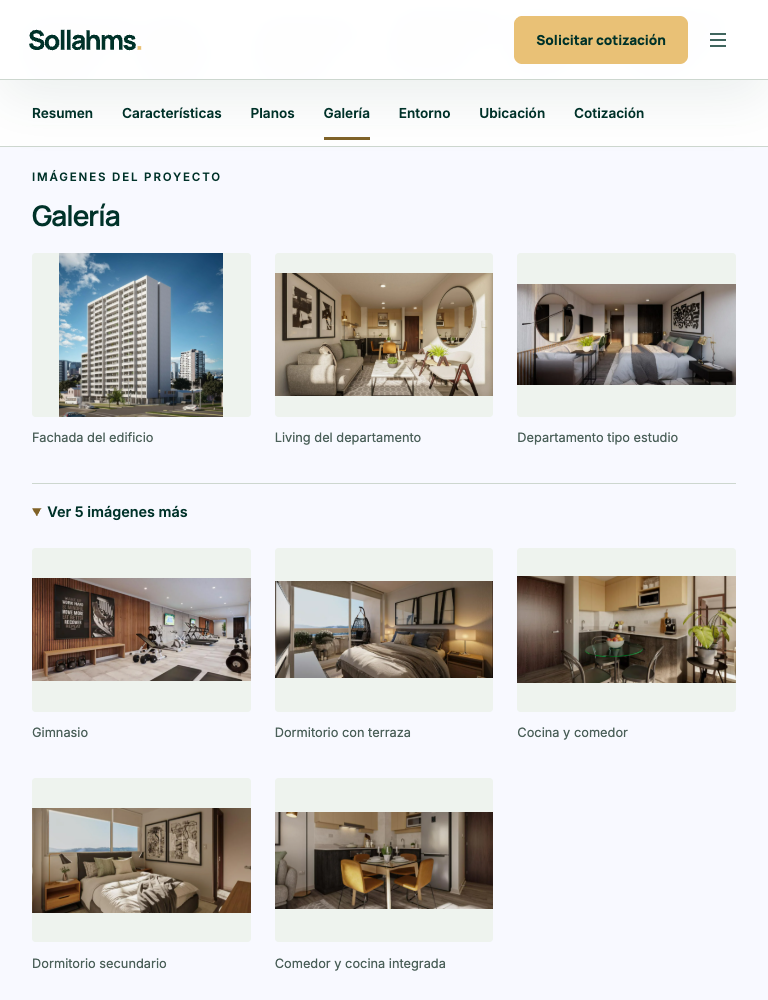 Sollahms.
Solicitar cotización
Resumen Características Planos Galería Entorno Ubicación Cotización
IMÁGENES DEL PROYECTO
Galería
Fachada del edificio Living del departamento Departamento tipo estudio
Ver 5 imágenes más
Gimnasio Dormitorio con terraza Cocina y comedor
Dormitorio secundario Comedor y cocina integrada